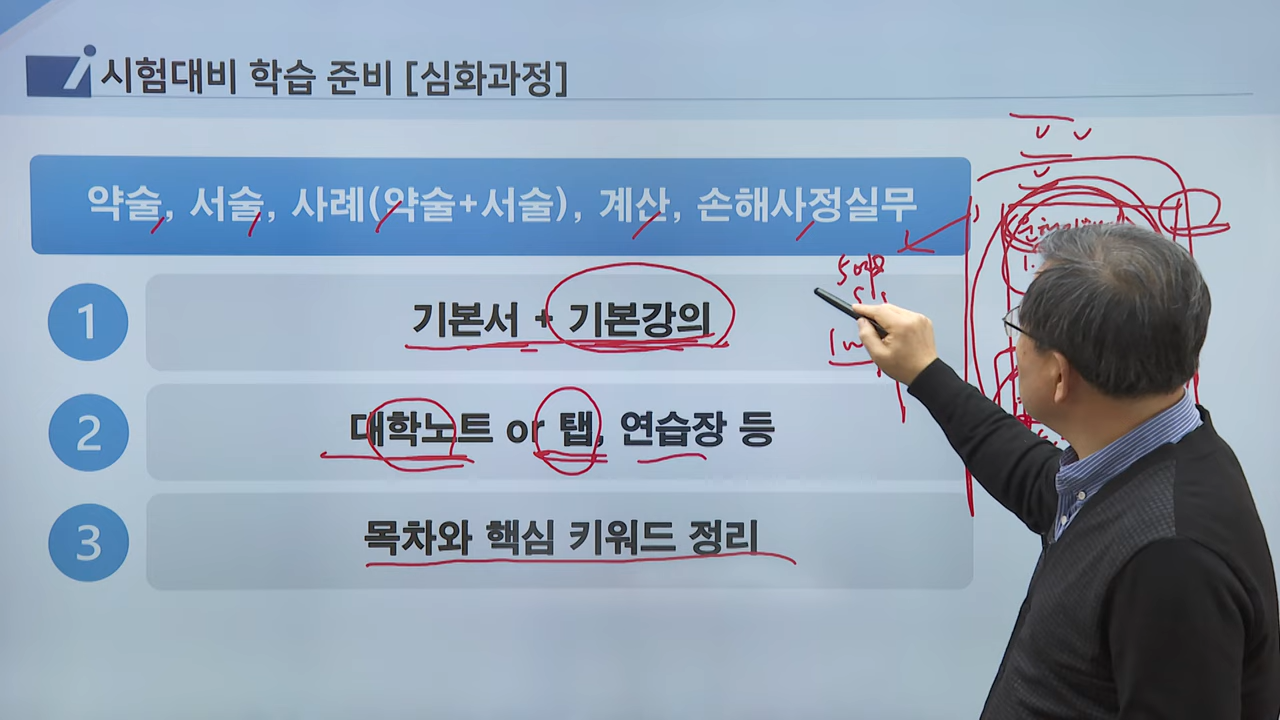 시험대비 학습 준비 [심화과정]
약술, 서술, 사례(약술+서술), 계산, 손해사정실무
1 기본서 + 기본강의
2 대학노트 or 탭, 연습장 등
3 목차와 핵심 키워드 정리